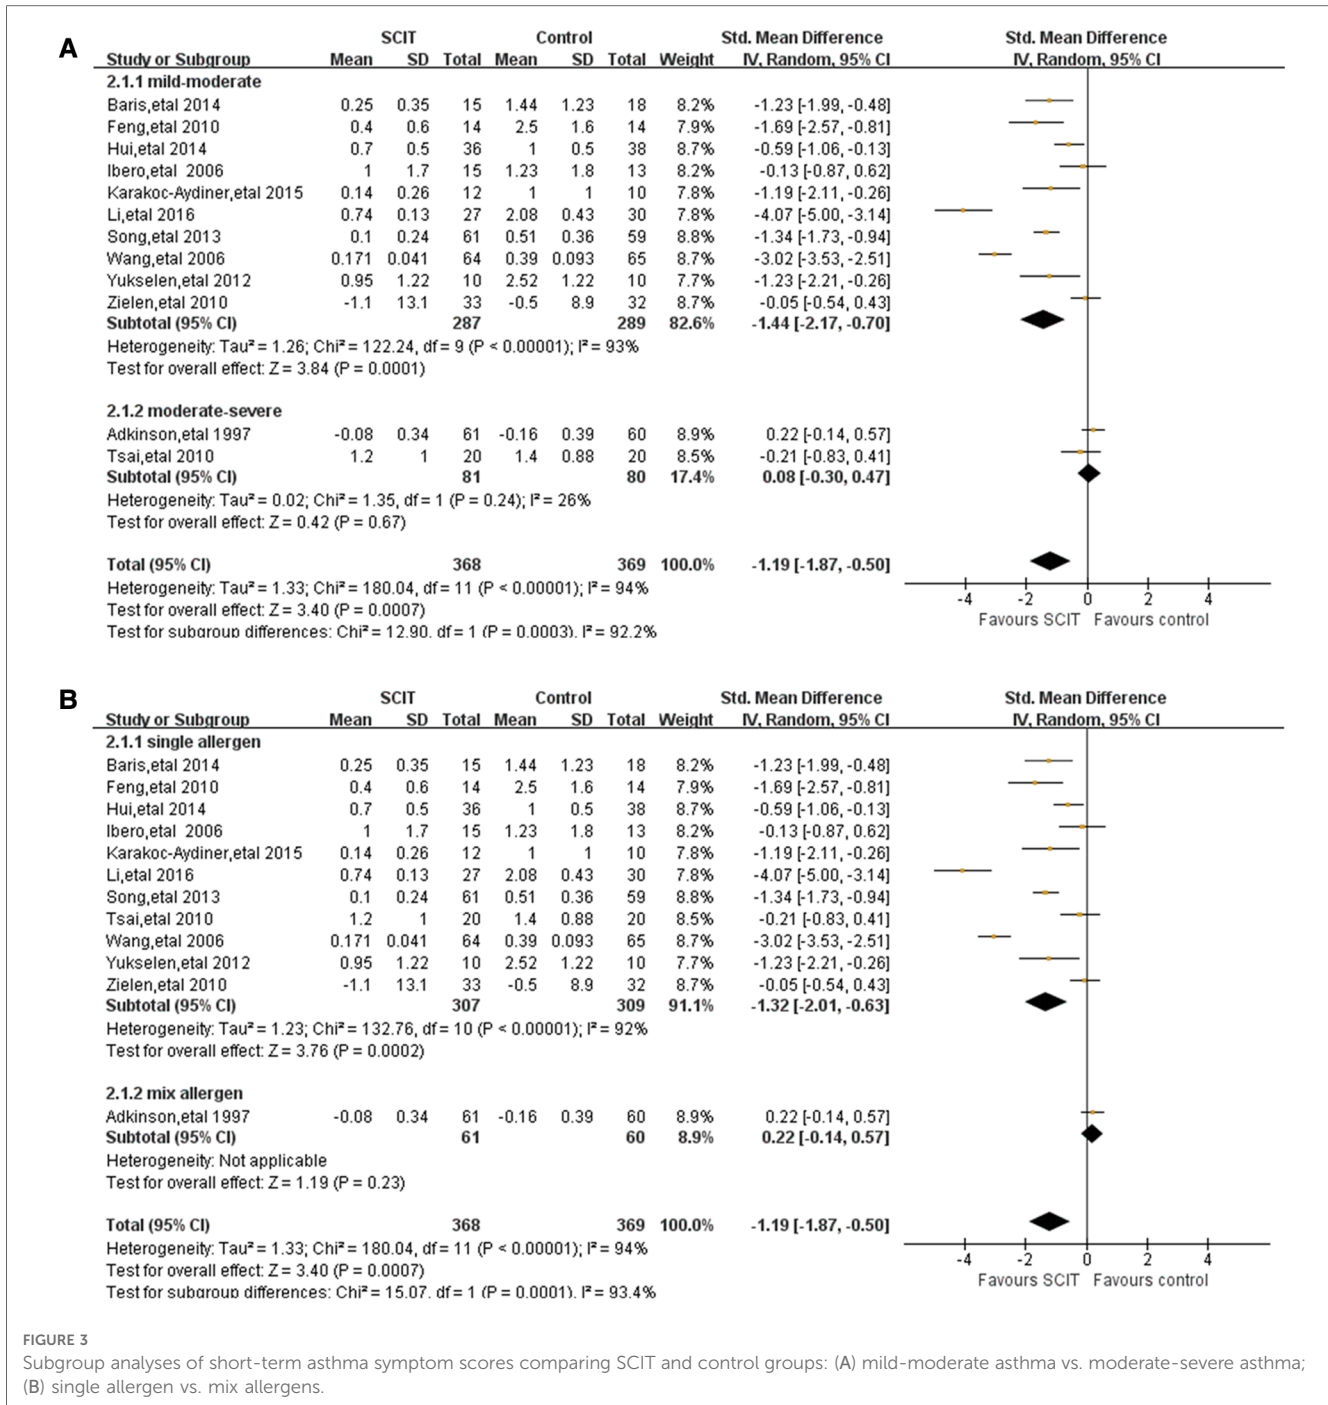 A
SCIT Control Std. Mean Difference Std. Mean Difference
Study or Subgroup Mean SD Total Mean SD Total Weight IV, Random, 95% CI IV, Random, 95% CI
2.1.1 mild-moderate
Baris,etal 2014 0.25 0.35 15 1.44 1.23 18 8.2% -1.23 [-1.99, -0.48]
Feng,etal 2010 0.4 0.6 14 2.5 1.6 14 7.9% -1.69 [-2.57, -0.81]
Hui,etal 2014 0.7 0.5 36 1 0.5 38 8.7% -0.59 [-1.06, -0.13]
Ibero,etal 2006 1 1.7 15 1.23 1.8 13 8.2% -0.13 [-0.87, 0.62]
Karakoc-Aydiner,etal 2015 0.14 0.26 12 1 1 10 7.8% -1.19 [-2.11, -0.26]
Li,etal 2016 0.74 0.13 27 2.08 0.43 30 7.8% -4.07 [-5.00, -3.14]
Song,etal 2013 0.1 0.24 61 0.51 0.36 59 8.8% -1.34 [-1.73, -0.94]
Wang,etal 2006 0.171 0.041 64 0.39 0.093 65 8.7% -3.02 [-3.53, -2.51]
Yukselen,etal 2012 0.95 1.22 10 2.52 1.22 10 7.7% -1.23 [-2.21, -0.26]
Zielen,etal 2010 -1.1 13.1 33 -0.5 8.9 32 8.7% -0.05 [-0.54, 0.43]
Subtotal (95% CI) 287 289 82.6% -1.44 [-2.17, -0.70]
Heterogeneity: Tau² = 1.26; Chi² = 122.24, df = 9 (P < 0.00001); I² = 93%
Test for overall effect: Z = 3.84 (P = 0.0001)
2.1.2 moderate-severe
Adkinson,etal 1997 -0.08 0.34 61 -0.16 0.39 60 8.9% 0.22 [-0.14, 0.57]
Tsai,etal 2010 1.2 1 20 1.4 0.88 20 8.5% -0.21 [-0.83, 0.41]
Subtotal (95% CI) 81 80 17.4% 0.08 [-0.30, 0.47]
Heterogeneity: Tau² = 0.02; Chi² = 1.35, df = 1 (P = 0.24); I² = 26%
Test for overall effect: Z = 0.42 (P = 0.67)
Total (95% CI) 368 369 100.0% -1.19 [-1.87, -0.50]
Heterogeneity: Tau² = 1.33; Chi² = 180.04, df = 11 (P < 0.00001); I² = 94%
Test for overall effect: Z = 3.40 (P = 0.0007)
Test for subgroup differences: Chi² = 12.90. df = 1 (P = 0.0003). I² = 92.2%
-4 -2 0 2 4
Favours SCIT Favours control
B
SCIT Control Std. Mean Difference Std. Mean Difference
Study or Subgroup Mean SD Total Mean SD Total Weight IV, Random, 95% CI IV, Random, 95% CI
2.1.1 single allergen
Baris,etal 2014 0.25 0.35 15 1.44 1.23 18 8.2% -1.23 [-1.99, -0.48]
Feng,etal 2010 0.4 0.6 14 2.5 1.6 14 7.9% -1.69 [-2.57, -0.81]
Hui,etal 2014 0.7 0.5 36 1 0.5 38 8.7% -0.59 [-1.06, -0.13]
Ibero,etal 2006 1 1.7 15 1.23 1.8 13 8.2% -0.13 [-0.87, 0.62]
Karakoc-Aydiner,etal 2015 0.14 0.26 12 1 1 10 7.8% -1.19 [-2.11, -0.26]
Li,etal 2016 0.74 0.13 27 2.08 0.43 30 7.8% -4.07 [-5.00, -3.14]
Song,etal 2013 0.1 0.24 61 0.51 0.36 59 8.8% -1.34 [-1.73, -0.94]
Tsai,etal 2010 1.2 1 20 1.4 0.88 20 8.5% -0.21 [-0.83, 0.41]
Wang,etal 2006 0.171 0.041 64 0.39 0.093 65 8.7% -3.02 [-3.53, -2.51]
Yukselen,etal 2012 0.95 1.22 10 2.52 1.22 10 7.7% -1.23 [-2.21, -0.26]
Zielen,etal 2010 -1.1 13.1 33 -0.5 8.9 32 8.7% -0.05 [-0.54, 0.43]
Subtotal (95% CI) 307 309 91.1% -1.32 [-2.01, -0.63]
Heterogeneity: Tau² = 1.23; Chi² = 132.76, df = 10 (P < 0.00001); I² = 92%
Test for overall effect: Z = 3.76 (P = 0.0002)
2.1.2 mix allergen
Adkinson,etal 1997 -0.08 0.34 61 -0.16 0.39 60 8.9% 0.22 [-0.14, 0.57]
Subtotal (95% CI) 61 60 8.9% 0.22 [-0.14, 0.57]
Heterogeneity: Not applicable
Test for overall effect: Z = 1.19 (P = 0.23)
Total (95% CI) 368 369 100.0% -1.19 [-1.87, -0.50]
Heterogeneity: Tau² = 1.33; Chi² = 180.04, df = 11 (P < 0.00001); I² = 94%
Test for overall effect: Z = 3.40 (P = 0.0007)
Test for subgroup differences: Chi² = 15.07. df = 1 (P = 0.0001). I² = 93.4%
-4 -2 0 2 4
Favours SCIT Favours control
FIGURE 3
Subgroup analyses of short-term asthma symptom scores comparing SCIT and control groups: (A) mild-moderate asthma vs. moderate-severe asthma;
(B) single allergen vs. mix allergens.